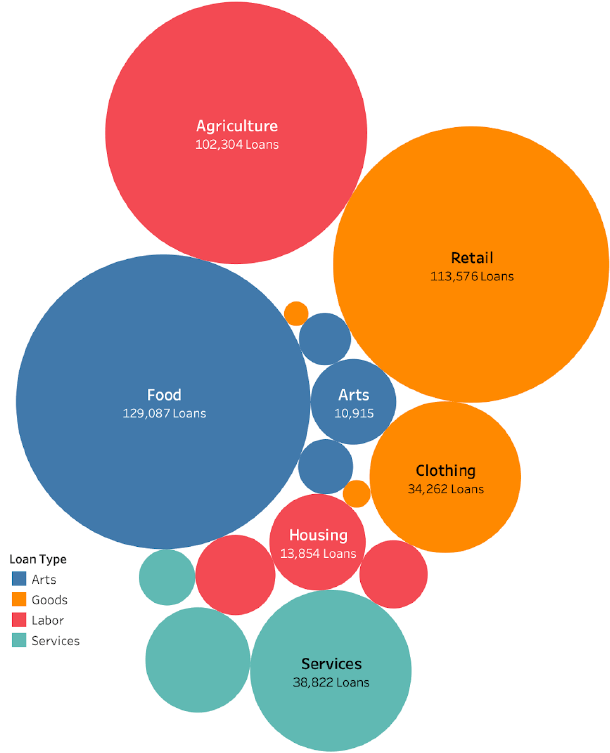 Agriculture
102,304 Loans
Retail
113,576 Loans
Food
129,087 Loans
Arts
10,915
Clothing
34,262 Loans
Housing
13,854 Loans
Loan Type
Arts
Goods
Labor
Services
Services
38,822 Loans